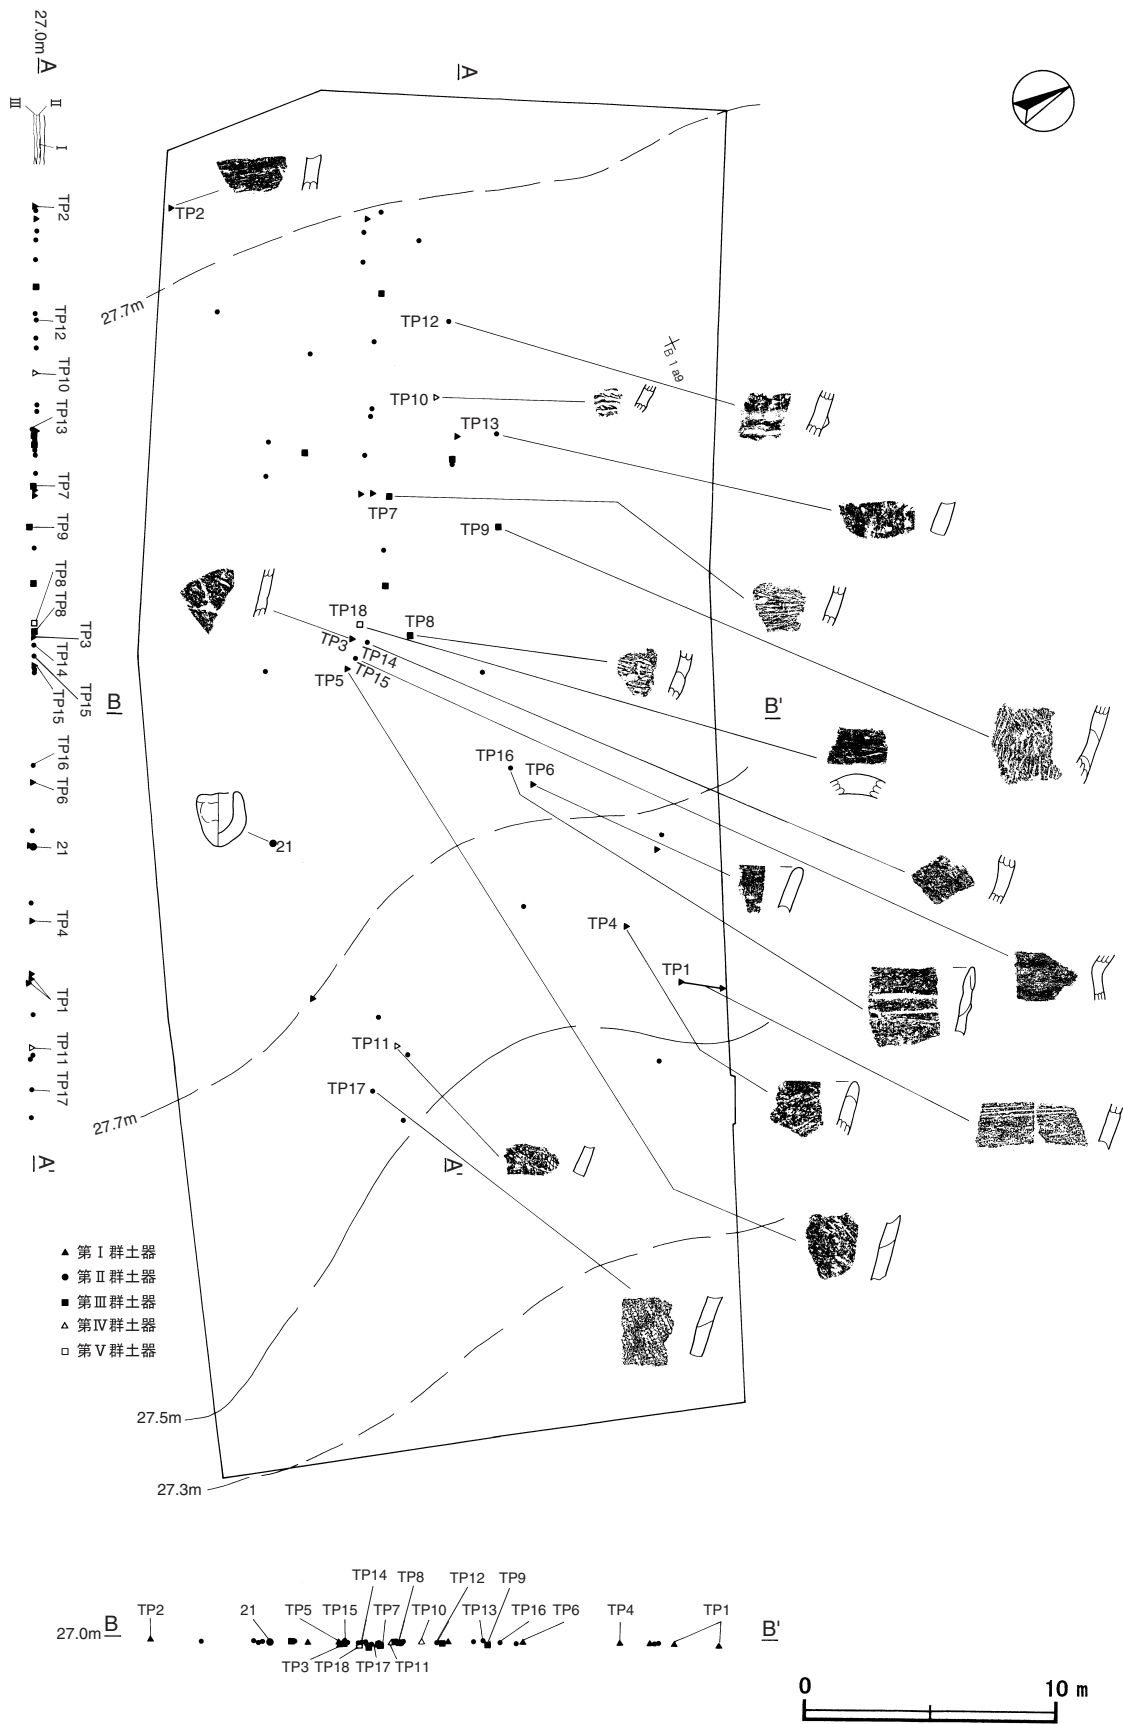 27.0m A
A
III
II
I
TP2
TP12
TP10
TP13
TP7
TP9
TP8
TP8
TP3
TP14
TP15
TP15
TP16
TP6
21
TP4
TP1
TP11
TP17
A'
TP2
27.7m
TP12
B 1 a9
TP10
TP13
TP7
TP9
TP18
TP8
TP3
TP14
TP15
TP5
B
B'
TP16
TP6
21
TP4
TP1
TP11
TP17
27.7m
A'
▲ 第Ⅰ群土器
● 第Ⅱ群土器
■ 第Ⅲ群土器
△ 第Ⅳ群土器
□ 第Ⅴ群土器
27.5m
27.3m
TP14 TP8 TP12 TP9
TP2 21 TP5 TP15 TP7 TP10 TP13 TP16 TP6 TP4 TP1
27.0m B
B'
TP3 TP18 TP17 TP11
0 10 m